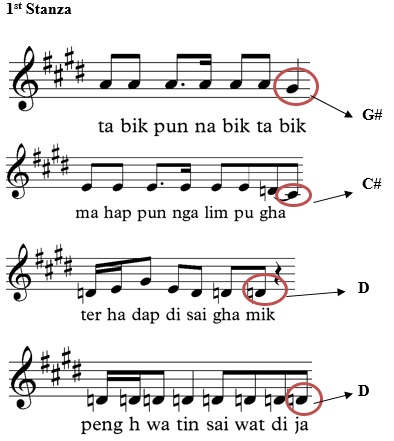 1st Stanza
ta bik pun na bik ta bik
G#
C#
ma hap pun nga lim pu gha
ter ha dap di sai gha mik
D
peng h wa tin sai wat di ja
D